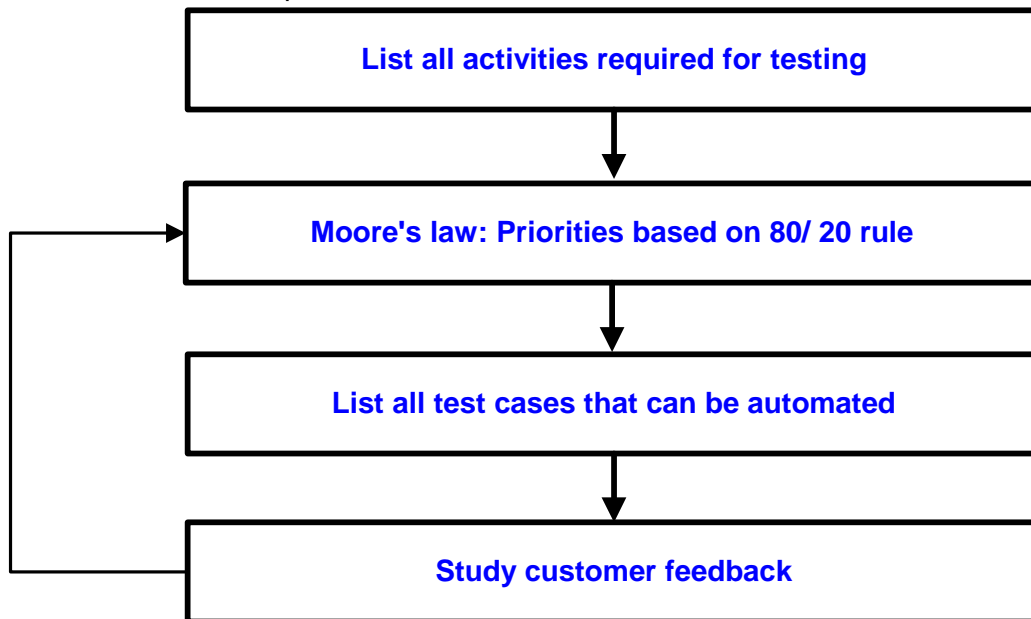 List all activities required for testing
Moore's law: Priorities based on 80/ 20 rule
List all test cases that can be automated
Study customer feedback